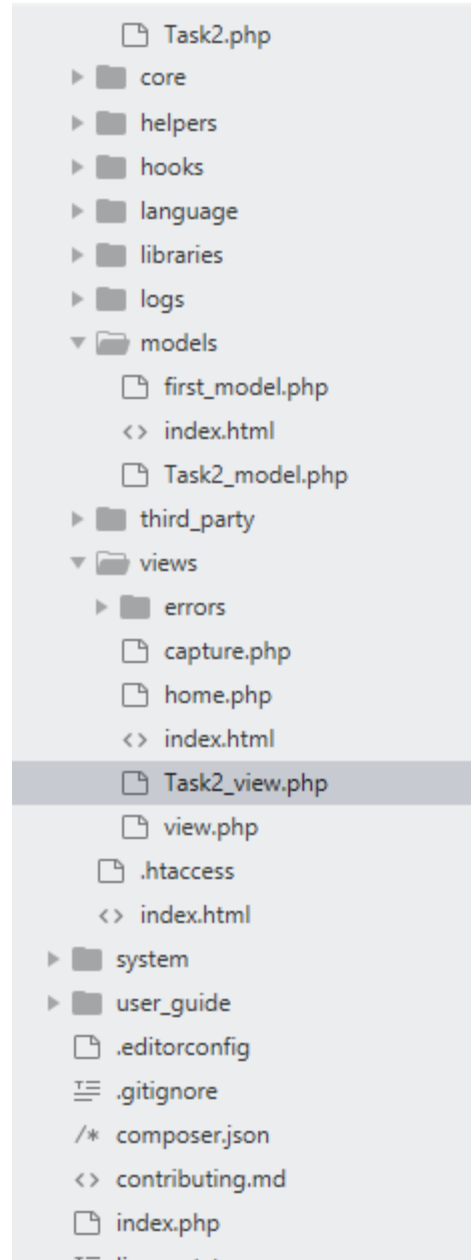 Task2.php
core
helpers
hooks
language
libraries
logs
models
first_model.php
<> index.html
Task2_model.php
third_party
views
errors
capture.php
home.php
<> index.html
Task2_view.php
view.php
.htaccess
<> index.html
system
user_guide
.editorconfig
.gitignore
/* composer.json
<> contributing.md
index.php